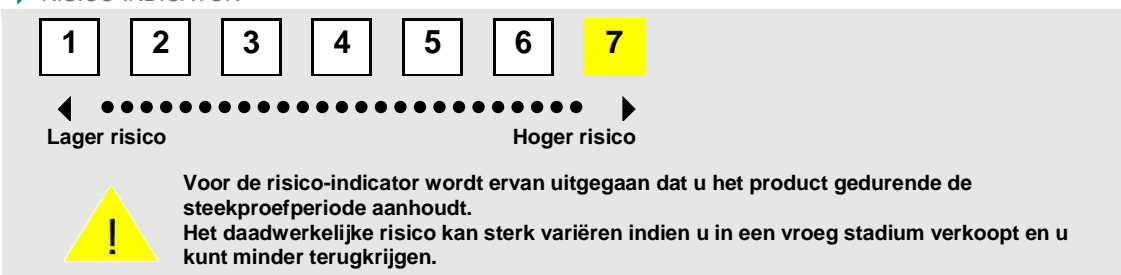 RISICO-INDICATOR
1 2 3 4 5 6 7
Lager risico Hoger risico
Voor de risico-indicator wordt ervan uitgegaan dat u het product gedurende de
steekproefperiode aanhoudt.
Het daadwerkelijke risico kan sterk variëren indien u in een vroeg stadium verkoopt en u
kunt minder terugkrijgen.
!